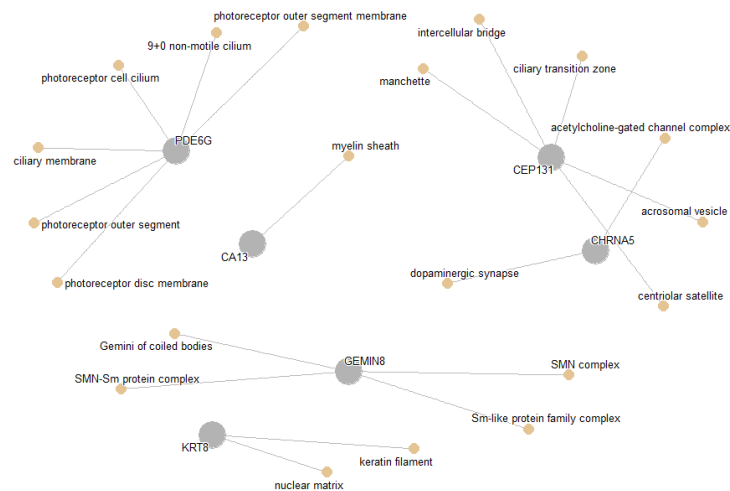 photoreceptor outer segment membrane
intercellular bridge
9+0 non-motile cilium
ciliary transition zone
photoreceptor cell cilium
manchette
acetylcholine-gated channel complex
PDE6G
myelin sheath
ciliary membrane
CEP131
acrosomal vesicle
photoreceptor outer segment
CHRNA5
CA13
dopaminergic synapse
photoreceptor disc membrane
centriolar satellite
Gemini of coiled bodies
GEMIN8
SMN complex
SMN-Sm protein complex
Sm-like protein family complex
KRT8
keratin filament
nuclear matrix